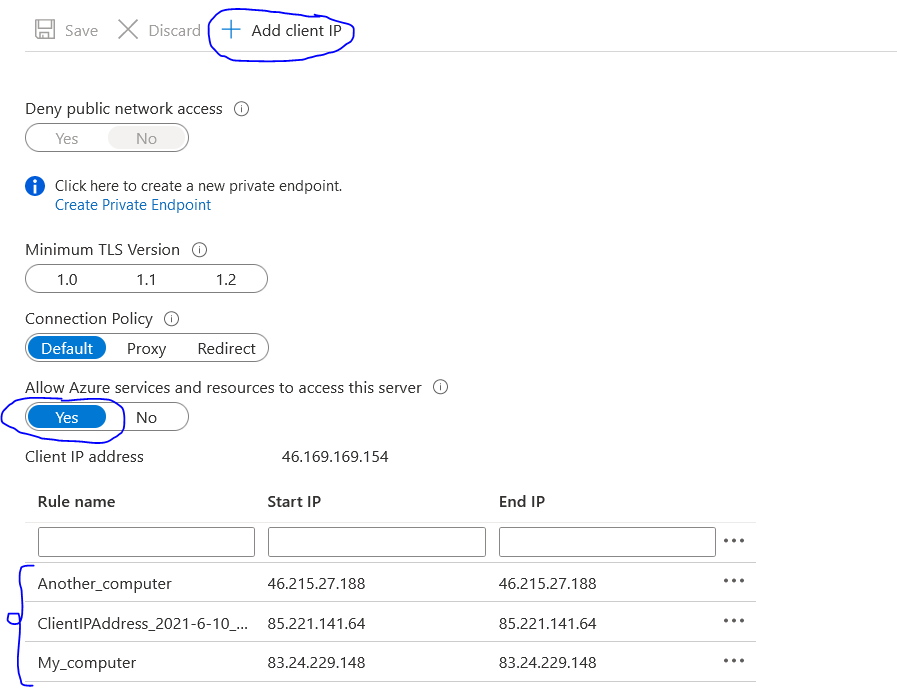 Save Discard Add client IP
Deny public network access
Yes No
Click here to create a new private endpoint.
Create Private Endpoint
Minimum TLS Version
1.0 1.1 1.2
Connection Policy
Default Proxy Redirect
Allow Azure services and resources to access this server
Yes No
Client IP address 46.169.169.154
Rule name Start IP End IP
Another_computer 46.215.27.188 46.215.27.188
ClientIPAddress_2021-6-10_... 85.221.141.64 85.221.141.64
My_computer 83.24.229.148 83.24.229.148